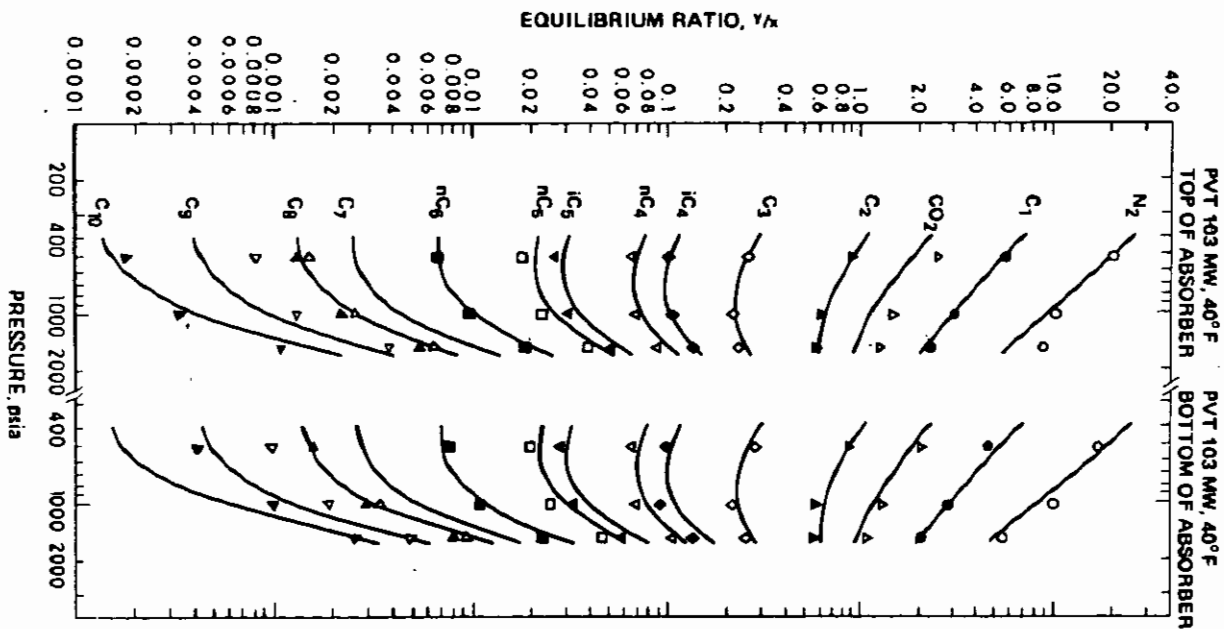 EQUILIBRIUM RATIO, y/x
40.0
20.0
10.0
6.0
4.0
2.0
1.0
0.8
0.6
0.4
0.2
0.1
0.08
0.06
0.04
0.02
0.01
0.008
0.006
0.004
0.002
0.001
0.0008
0.0006
0.0004
0.0002
0.0001
PVT 103 MW, 40°F
TOP OF ABSORBER
N2
C1
CO2
C2
C3
iC4
nC4
iC5
nC5
nC6
C7
C8
C9
C10
200
400
1000
2000
PVT 103 MW, 40°F
BOTTOM OF ABSORBER
400
1000
2000
PRESSURE, psia